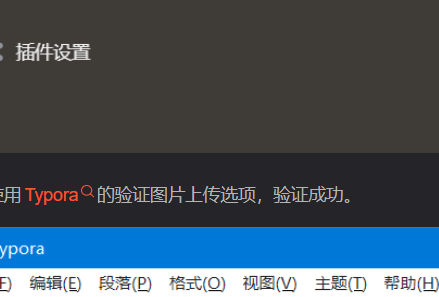 插件设置
使用 Typora 的验证图片上传选项，验证成功。
ypora
F) 编辑(E) 段落(P) 格式(O) 视图(V) 主题(T) 帮助(H)